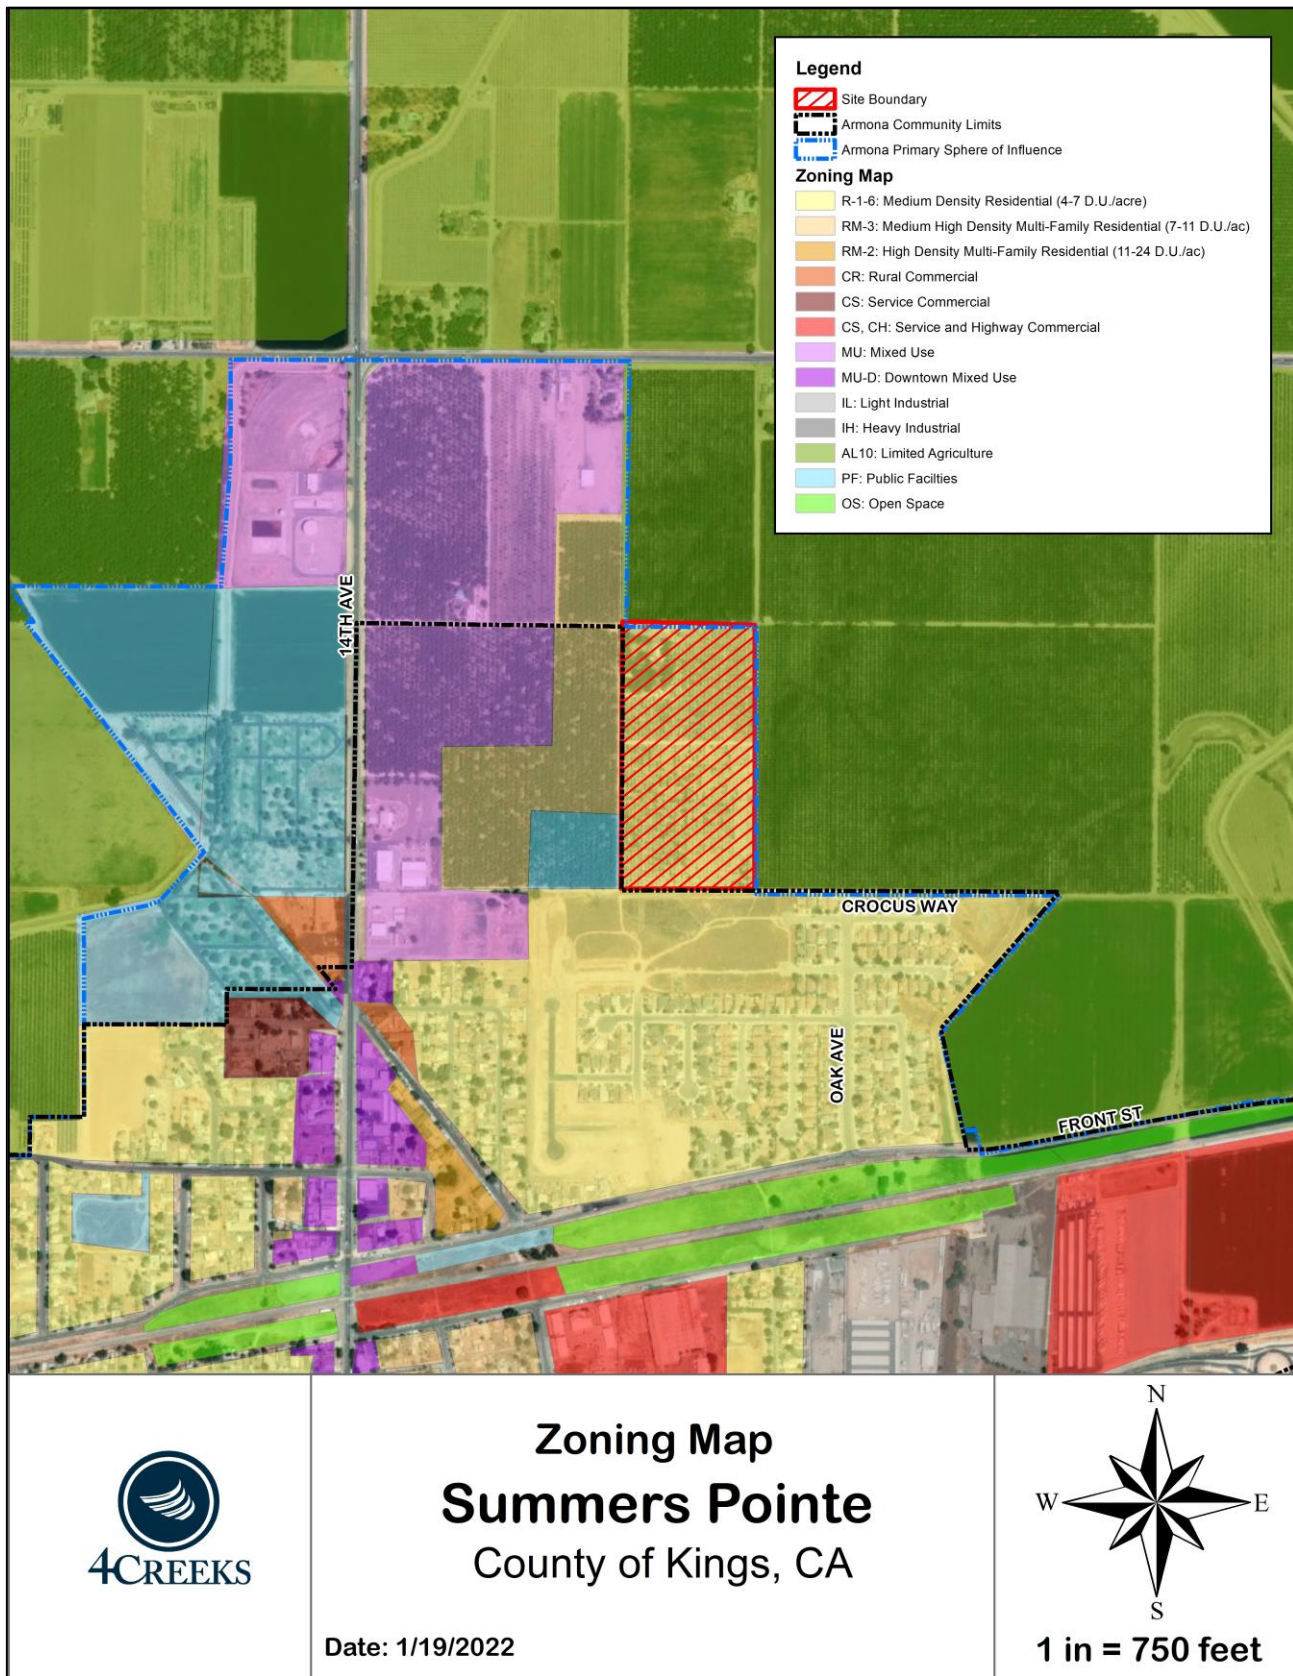 Legend
Site Boundary
Armona Community Limits
Armona Primary Sphere of Influence
Zoning Map
R-1-6: Medium Density Residential (4-7 D.U./acre)
RM-3: Medium High Density Multi-Family Residential (7-11 D.U./ac)
RM-2: High Density Multi-Family Residential (11-24 D.U./ac)
CR: Rural Commercial
CS: Service Commercial
CS, CH: Service and Highway Commercial
MU: Mixed Use
MU-D: Downtown Mixed Use
IL: Light Industrial
IH: Heavy Industrial
AL10: Limited Agriculture
PF: Public Facilties
OS: Open Space
14TH AVE
CROCUS WAY
OAK AVE
FRONT ST
4CREEKS
Zoning Map
Summers Pointe
County of Kings, CA
Date: 1/19/2022
N
W
E
S
1 in = 750 feet